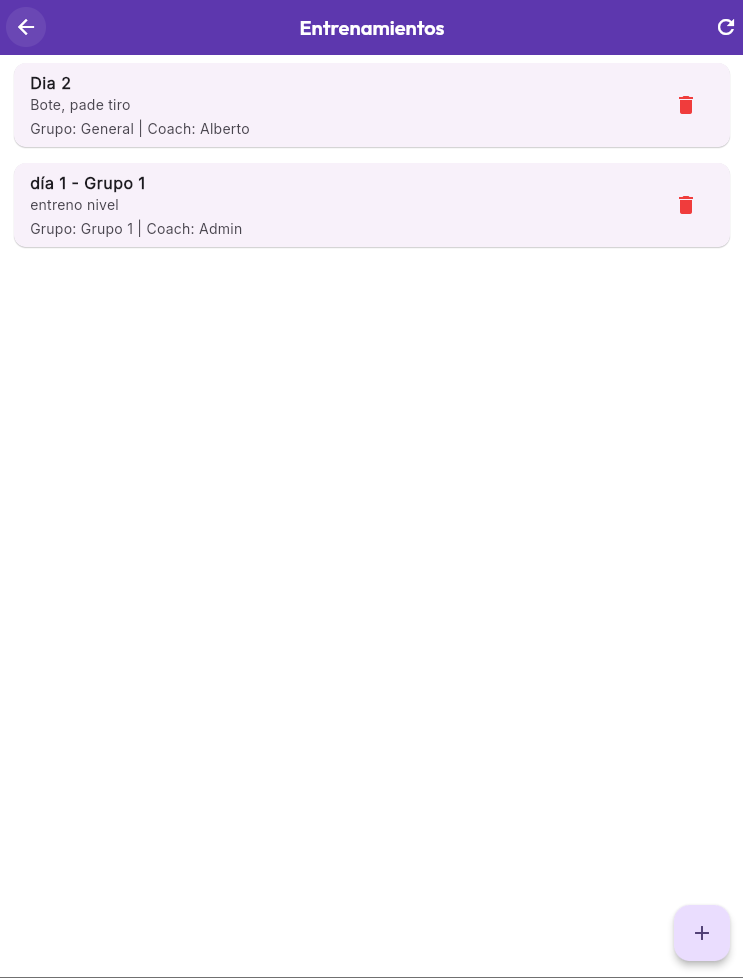 Entrenamientos
Dia 2
Bote, pade tiro
Grupo: General | Coach: Alberto
día 1 - Grupo 1
entreno nivel
Grupo: Grupo 1 | Coach: Admin